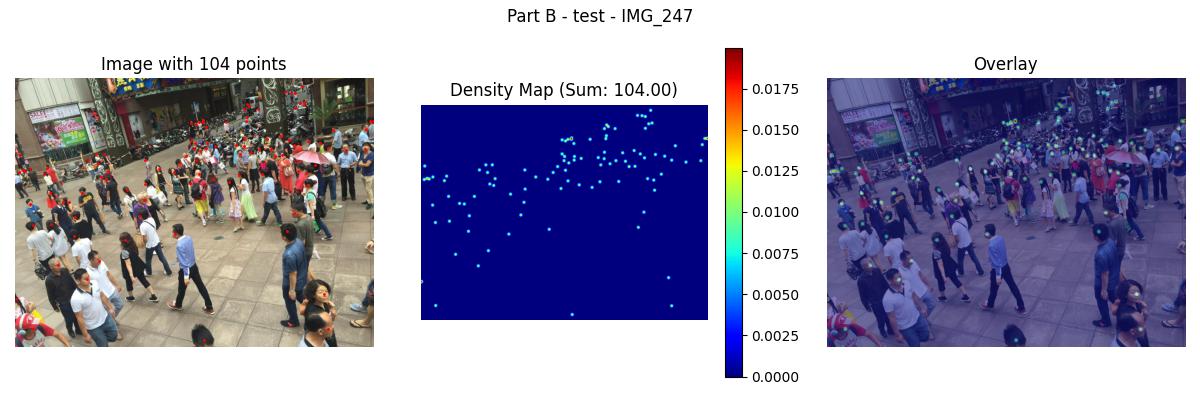 Part B - test - IMG_247
Image with 104 points
Density Map (Sum: 104.00)
Overlay
0.0175
0.0150
0.0125
0.0100
0.0075
0.0050
0.0025
0.0000